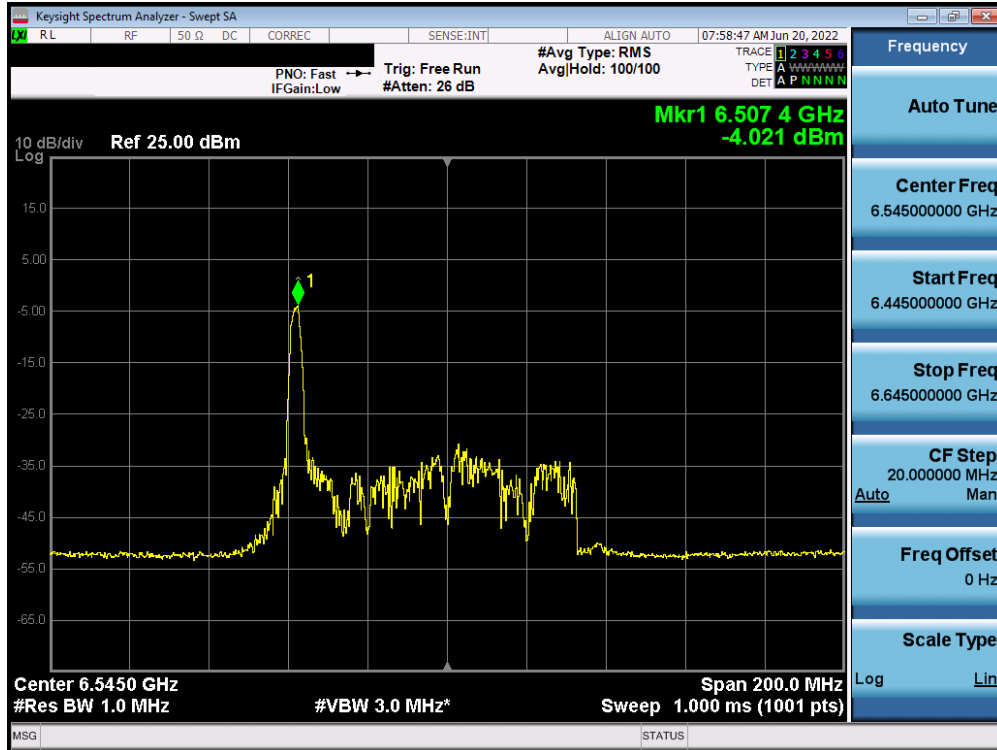 Keysight Spectrum Analyzer - Swept SA
LXI RL RF 50 Ω DC CORREC SENSE:INT ALIGN AUTO 07:58:47 AM Jun 20, 2022
PNO: Fast Trig: Free Run #Avg Type: RMS TRACE 1 2 3 4 5 6
IFGain:Low #Atten: 26 dB Avg|Hold: 100/100 TYPE A WWWWW
DET A P N N N N
Mkr1 6.507 4 GHz
-4.021 dBm
10 dB/div Ref 25.00 dBm
Log
1
15.0
5.00
-5.00
-15.0
-25.0
-35.0
-45.0
-55.0
-65.0
Center 6.5450 GHz Span 200.0 MHz
#Res BW 1.0 MHz #VBW 3.0 MHz* Sweep 1.000 ms (1001 pts)
MSG STATUS
Frequency
Auto Tune
Center Freq
6.545000000 GHz
Start Freq
6.445000000 GHz
Stop Freq
6.645000000 GHz
CF Step
20.000000 MHz
Auto Man
Freq Offset
0 Hz
Scale Type
Log Lin